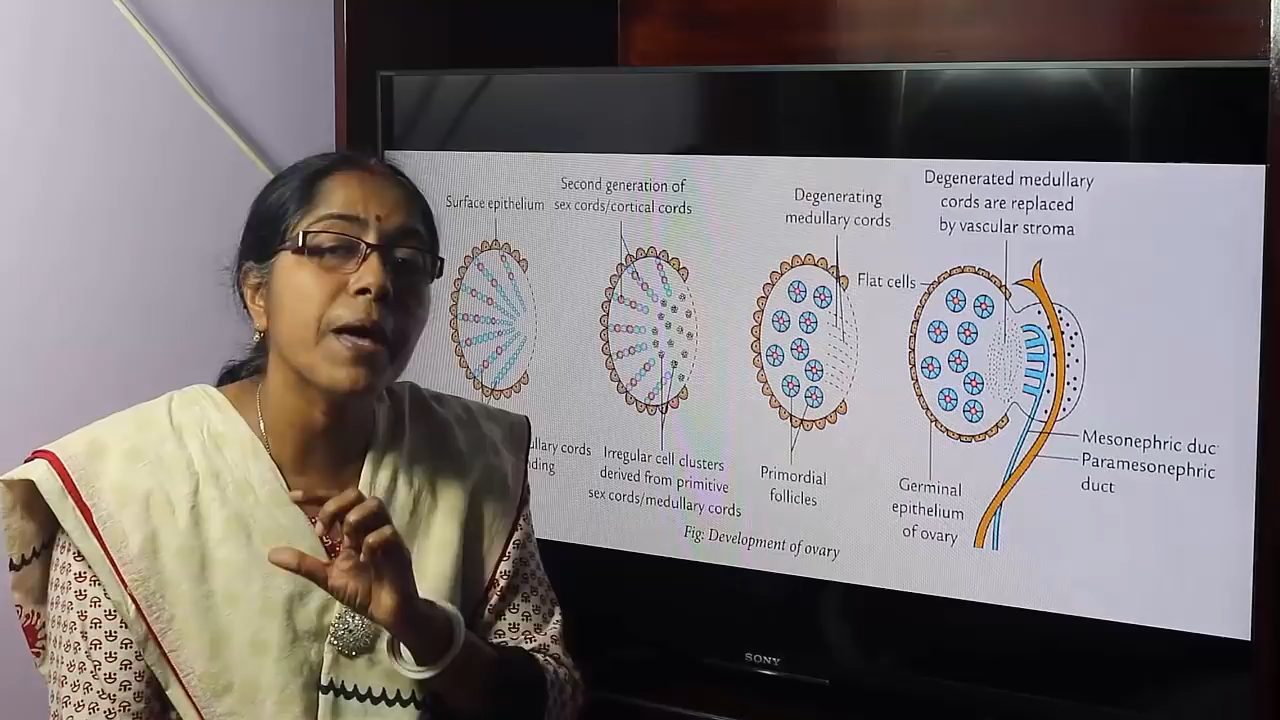 Surface epithelium
Second generation of
sex cords/cortical cords
Degenerating
medullary cords
Degenerated medullary
cords are replaced
by vascular stroma
Flat cells
cords
Irregular cell clusters
derived from primitive
sex cords/medullary cords
Primordial
follicles
Germinal
epithelium
of ovary
Mesonephric duc
Paramesonephric
duct
Fig: Development of ovary
SONY